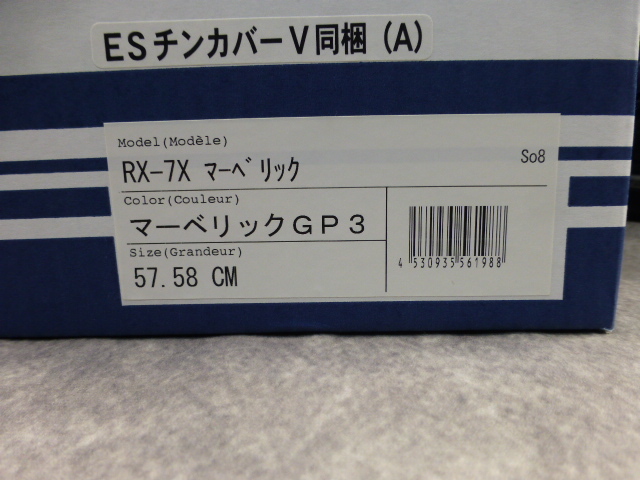 ESチンカバーV同梱（A）
Model(Modèle)
RX-7X ﾏｰﾍﾞﾘｯｸ
So8
Color(Couleur)
マーベリックＧＰ３
Size(Grandeur)
57.58 CM
4 530935 561988